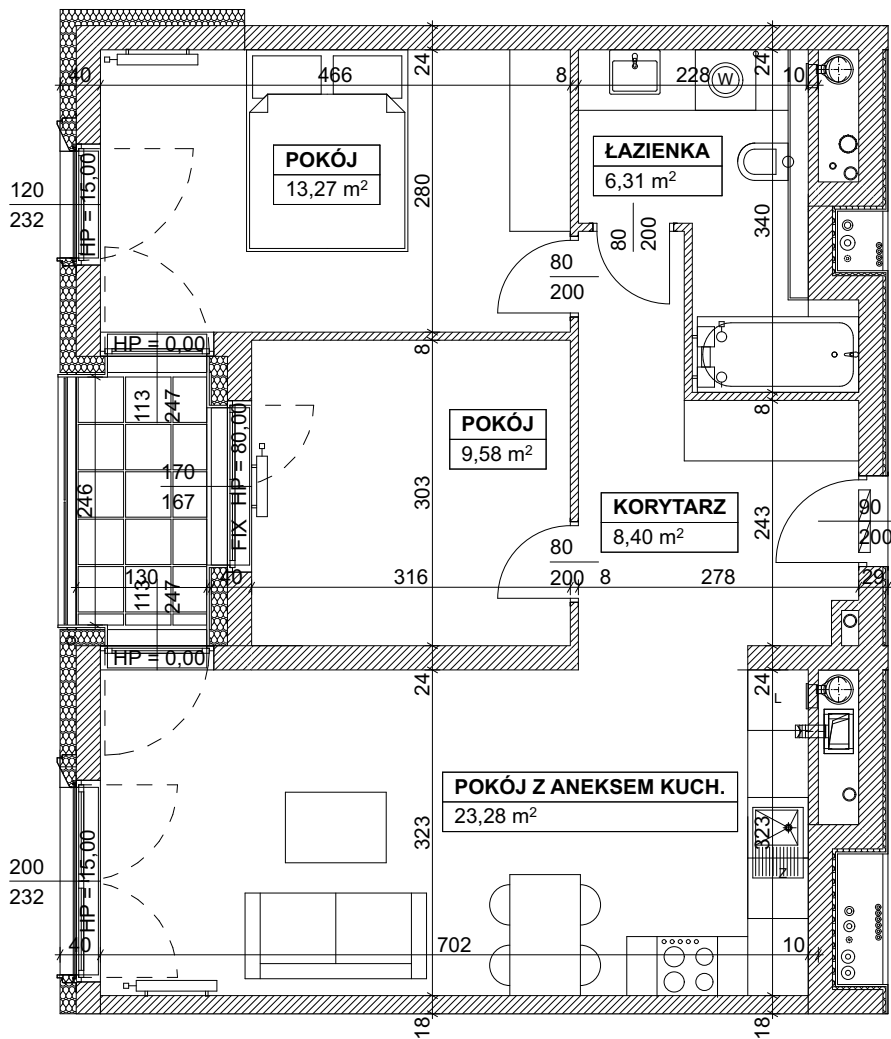 40
466
24
8
228
24
10
W
POKÓJ
13,27 m²
ŁAZIENKA
6,31 m²
120
232
HP = 15,00
280
80
200
340
80
200
HP = 0,00
8
113
247
POKÓJ
9,58 m²
8
170
167
FIX HP = 80,00
246
303
KORYTARZ
8,40 m²
243
90
200
80
200
130
40
316
8
278
29
113
247
HP = 0,00
24
24
L
POKÓJ Z ANEKSEM KUCH.
23,28 m²
323
323
Z
200
232
HP = 15,00
40
702
10
18
18